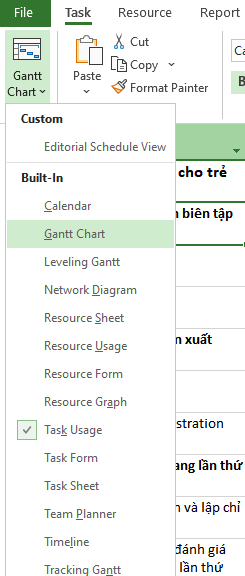 File Task Resource Report
Gantt Chart
Paste
Cut
Copy
Format Painter
Ca
B
Custom
Editorial Schedule View
Built-In
Calendar
Gantt Chart
Leveling Gantt
Network Diagram
Resource Sheet
Resource Usage
Resource Form
Resource Graph
Task Usage
Task Form
Task Sheet
Team Planner
Timeline
Tracking Gantt
cho trẻ
biên tập
xuất
stration
ang lần thứ
và lập chỉ
đánh giá
lần thứ